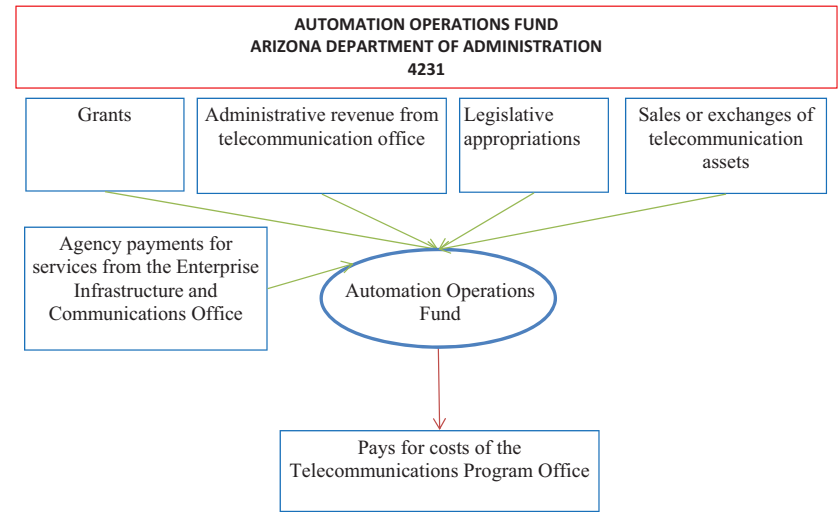 AUTOMATION OPERATIONS FUND
ARIZONA DEPARTMENT OF ADMINISTRATION
4231
Grants
Administrative revenue from
telecommunication office
Legislative
appropriations
Sales or exchanges of
telecommunication
assets
Agency payments for
services from the Enterprise
Infrastructure and
Communications Office
Automation Operations
Fund
Pays for costs of the
Telecommunications Program Office